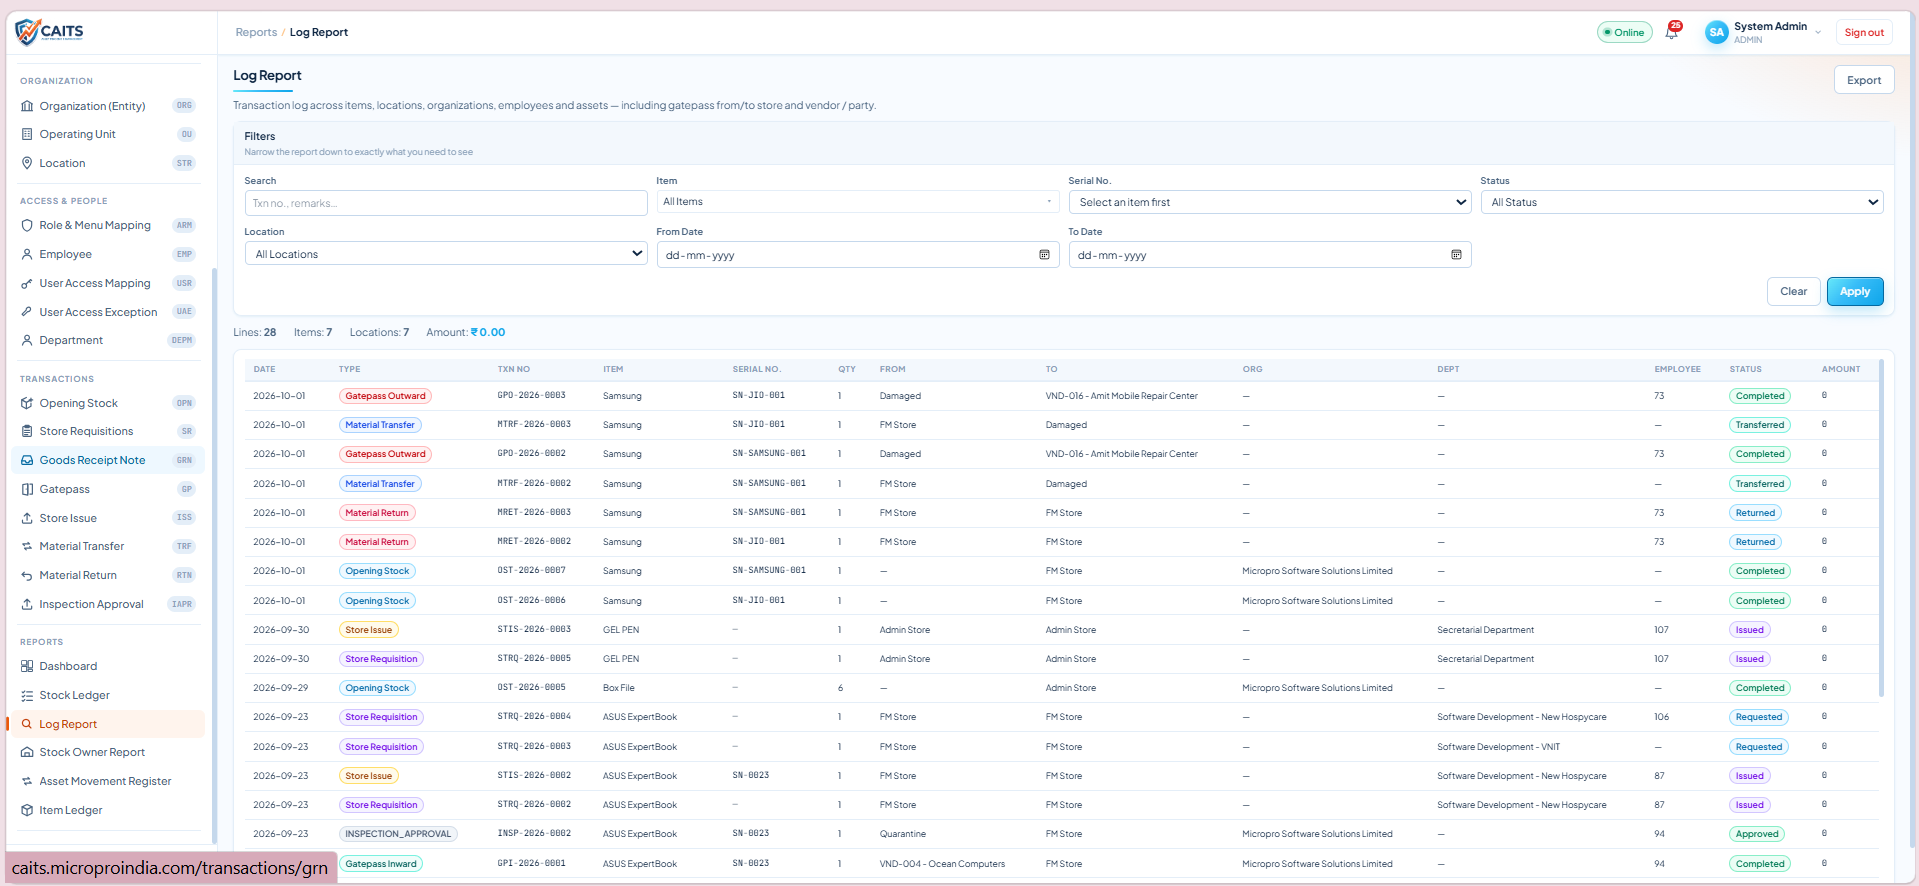 CAITS
Reports / Log Report
Online
25
SA
System Admin
ADMIN
Sign out
ORGANIZATION
Organization (Entity) ORG
Operating Unit OU
Location STR
ACCESS & PEOPLE
Role & Menu Mapping ARM
Employee EMP
User Access Mapping USR
User Access Exception UAE
Department DEPM
TRANSACTIONS
Opening Stock OPN
Store Requisitions SR
Goods Receipt Note GRN
Gatepass GP
Store Issue ISS
Material Transfer TRF
Material Return RTN
Inspection Approval IAPR
REPORTS
Dashboard
Stock Ledger
Log Report
Stock Owner Report
Asset Movement Register
Item Ledger
caits.microproindia.com/transactions/grn
Log Report
Export
Transaction log across items, locations, organizations, employees and assets — including gatepass from/to store and vendor / party.
Filters
Narrow the report down to exactly what you need to see
Search Item Serial No. Status
Txn no., remarks... All Items Select an item first All Status
Location From Date To Date
All Locations dd-mm-yyyy dd-mm-yyyy
Clear Apply
Lines: 28 Items: 7 Locations: 7 Amount: ₹0.00
DATE TYPE TXN NO ITEM SERIAL NO. QTY FROM TO ORG DEPT EMPLOYEE STATUS AMOUNT
2026-10-01 Gatepass Outward GPO-2026-0003 Samsung SN-JIO-001 1 Damaged VND-016 - Amit Mobile Repair Center — — 73 Completed 0
2026-10-01 Material Transfer MTRF-2026-0003 Samsung SN-JIO-001 1 FM Store Damaged — — — Transferred 0
2026-10-01 Gatepass Outward GPO-2026-0002 Samsung SN-SAMSUNG-001 1 Damaged VND-016 - Amit Mobile Repair Center — — 73 Completed 0
2026-10-01 Material Transfer MTRF-2026-0002 Samsung SN-SAMSUNG-001 1 FM Store Damaged — — — Transferred 0
2026-10-01 Material Return MRET-2026-0003 Samsung SN-SAMSUNG-001 1 FM Store FM Store — — 73 Returned 0
2026-10-01 Material Return MRET-2026-0002 Samsung SN-JIO-001 1 FM Store FM Store — — 73 Returned 0
2026-10-01 Opening Stock OST-2026-0007 Samsung SN-SAMSUNG-001 1 — FM Store Micropro Software Solutions Limited — — Completed 0
2026-10-01 Opening Stock OST-2026-0006 Samsung SN-JIO-001 1 — FM Store Micropro Software Solutions Limited — — Completed 0
2026-09-30 Store Issue STIS-2026-0003 GEL PEN — 1 Admin Store Admin Store — Secretarial Department 107 Issued 0
2026-09-30 Store Requisition STRQ-2026-0005 GEL PEN — 1 Admin Store Admin Store — Secretarial Department 107 Issued 0
2026-09-29 Opening Stock OST-2026-0005 Box File — 6 — Admin Store Micropro Software Solutions Limited — — Completed 0
2026-09-23 Store Requisition STRQ-2026-0004 ASUS ExpertBook — 1 FM Store FM Store — Software Development - New Hospycare 106 Requested 0
2026-09-23 Store Requisition STRQ-2026-0003 ASUS ExpertBook — 1 FM Store FM Store — Software Development - VNIT — Requested 0
2026-09-23 Store Issue STIS-2026-0002 ASUS ExpertBook SN-0023 1 FM Store FM Store — Software Development - New Hospycare 87 Issued 0
2026-09-23 Store Requisition STRQ-2026-0002 ASUS ExpertBook — 1 FM Store FM Store — Software Development - New Hospycare 87 Issued 0
2026-09-23 INSPECTION_APPROVAL INSP-2026-0002 ASUS ExpertBook SN-0023 1 Quarantine FM Store Micropro Software Solutions Limited — 94 Approved 0
2026-09-23 Gatepass Inward GPI-2026-0001 ASUS ExpertBook SN-0023 1 VND-004 - Ocean Computers FM Store Micropro Software Solutions Limited — 94 Completed 0